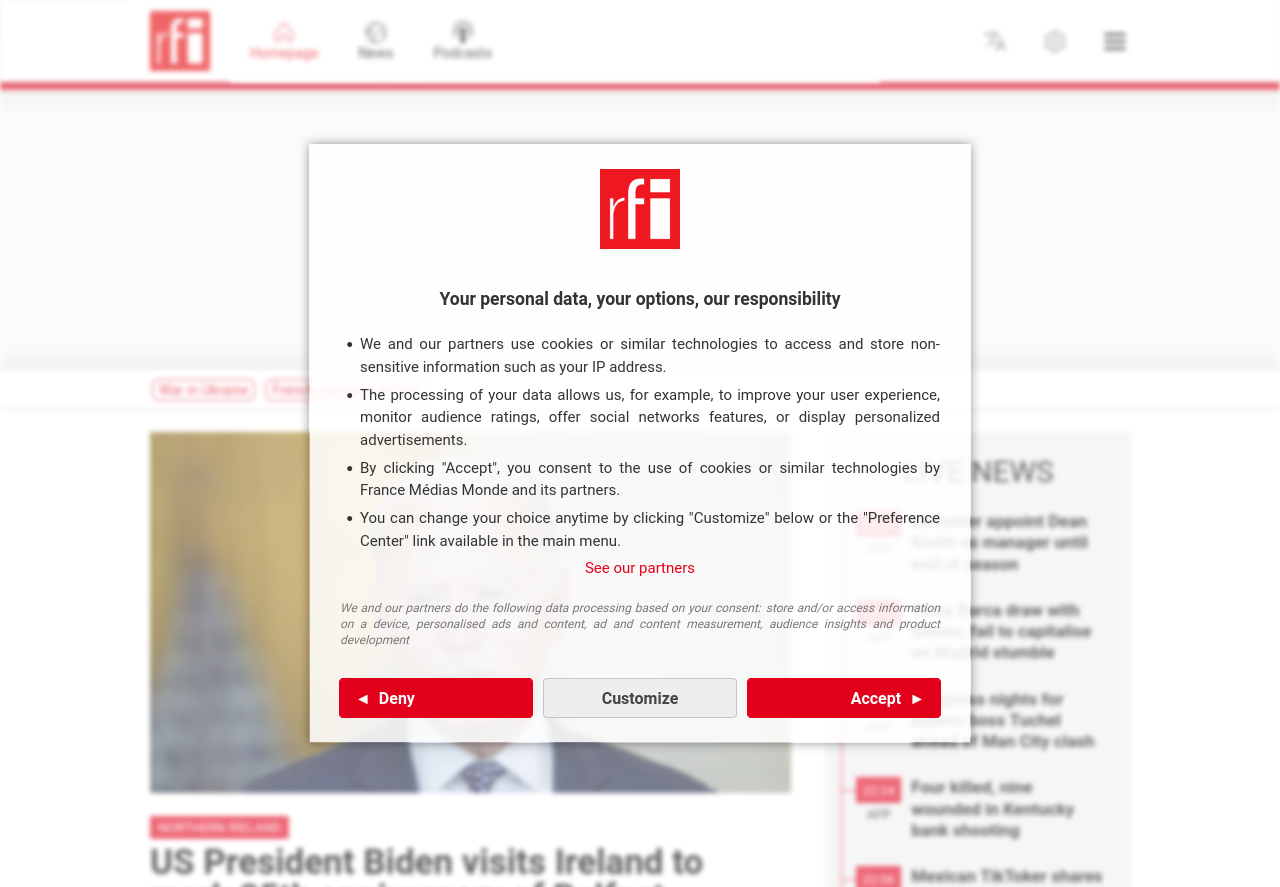 rfi
Homepage
News
Podcasts
rfi
Your personal data, your options, our responsibility
• We and our partners use cookies or similar technologies to access and store non-
sensitive information such as your IP address.
• The processing of your data allows us, for example, to improve your user experience,
monitor audience ratings, offer social networks features, or display personalized
advertisements.
• By clicking "Accept", you consent to the use of cookies or similar technologies by
France Médias Monde and its partners.
• You can change your choice anytime by clicking "Customize" below or the "Preference
Center" link available in the main menu.
See our partners
We and our partners do the following data processing based on your consent: store and/or access information
on a device, personalised ads and content, ad and content measurement, audience insights and product
development
◄ Deny
Customize
Accept ►
War in Ukraine
French
NORTHERN IRELAND
US President Biden visits Ireland to
LIVE NEWS
appoint Dean
Smith as manager until
end of season
Barca draw with
fail to capitalise
on Madrid stumble
nights for
boss Tuchel
ahead of Man City clash
22:24
AFP
Four killed, nine
wounded in Kentucky
bank shooting
22:06
Mexican TikToker shares